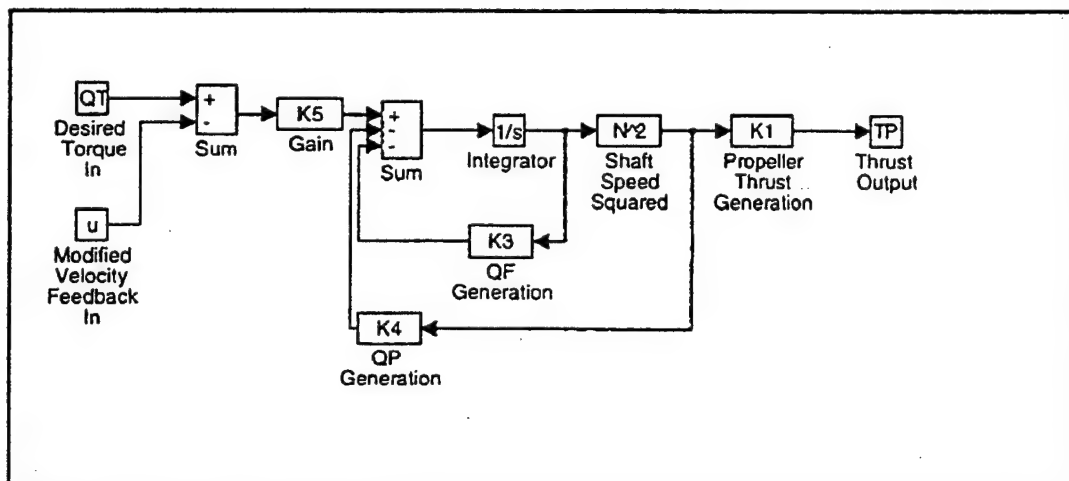 QT
Desired
Torque
In
+
-
Sum
K5
Gain
+
-
-
Sum
1/s
Integrator
N^2
Shaft
Speed
Squared
K1
Propeller
Thrust
Generation
TP
Thrust
Output
u
Modified
Velocity
Feedback
In
K3
QF
Generation
K4
QP
Generation